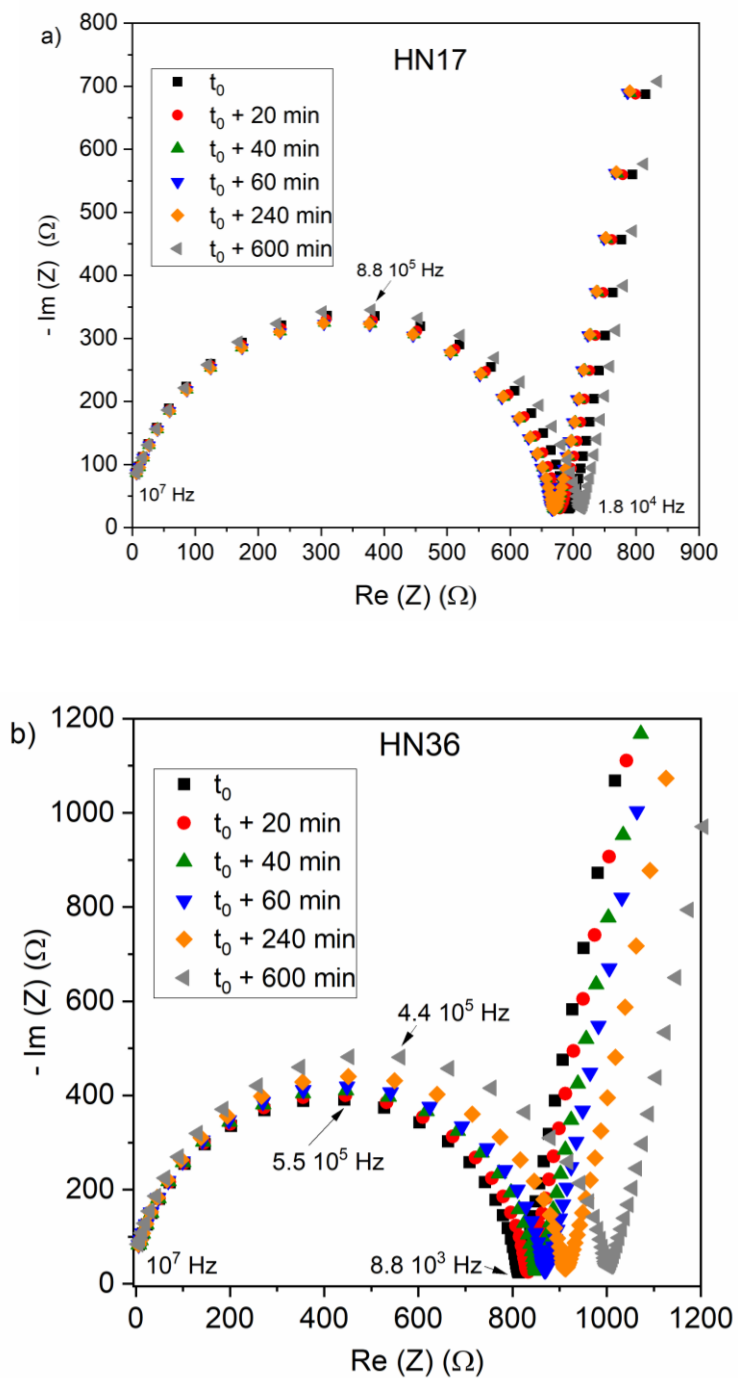 a)
HN17
t₀
t₀ + 20 min
t₀ + 40 min
t₀ + 60 min
t₀ + 240 min
t₀ + 600 min
8.8 10⁵ Hz
10⁷ Hz
1.8 10⁴ Hz
- Im (Z) (Ω)
800
700
600
500
400
300
200
100
0
0 100 200 300 400 500 600 700 800 900
Re (Z) (Ω)
b)
HN36
t₀
t₀ + 20 min
t₀ + 40 min
t₀ + 60 min
t₀ + 240 min
t₀ + 600 min
4.4 10⁵ Hz
5.5 10⁵ Hz
10⁷ Hz
8.8 10³ Hz
- Im (Z) (Ω)
1200
1000
800
600
400
200
0
0 200 400 600 800 1000 1200
Re (Z) (Ω)